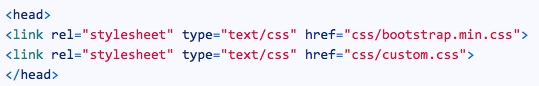 <head>
<link rel="stylesheet" type="text/css" href="css/bootstrap.min.css">
<link rel="stylesheet" type="text/css" href="css/custom.css">
</head>